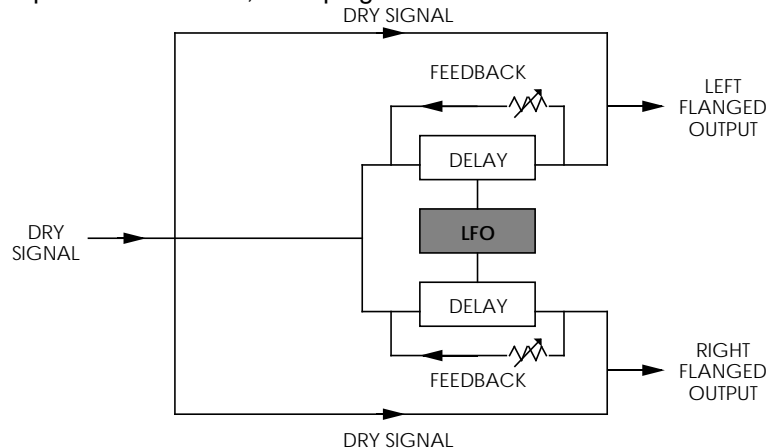 DRY SIGNAL
FEEDBACK
LEFT
FLANGED
OUTPUT
DELAY
DRY
SIGNAL
LFO
DELAY
FEEDBACK
RIGHT
FLANGED
OUTPUT
DRY SIGNAL